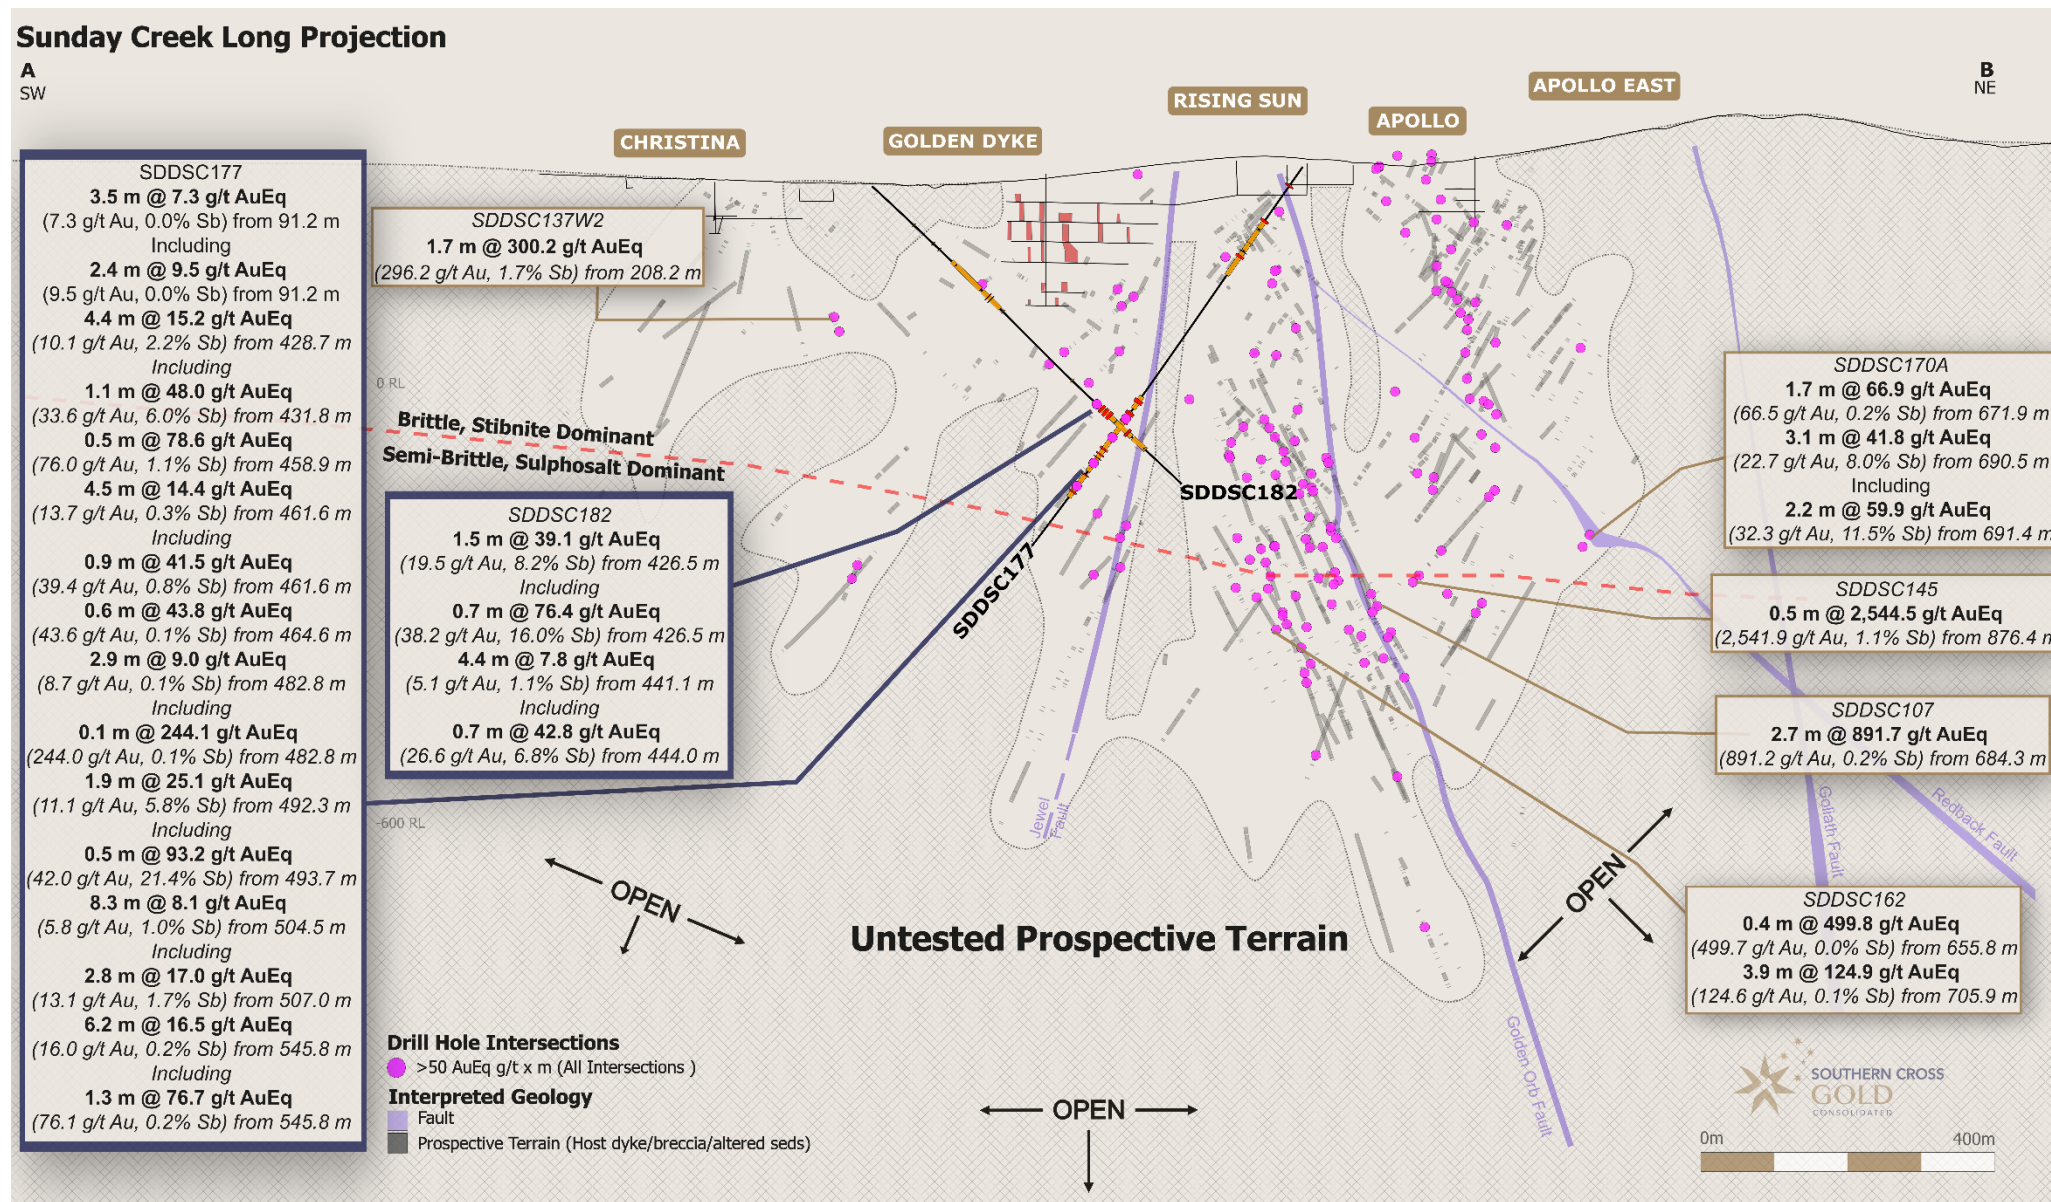 Sunday Creek Long Projection
A
SW
B
NE
CHRISTINA
GOLDEN DYKE
RISING SUN
APOLLO
APOLLO EAST
SDDSC177
3.5 m @ 7.3 g/t AuEq
(7.3 g/t Au, 0.0% Sb) from 91.2 m
Including
2.4 m @ 9.5 g/t AuEq
(9.5 g/t Au, 0.0% Sb) from 91.2 m
4.4 m @ 15.2 g/t AuEq
(10.1 g/t Au, 2.2% Sb) from 428.7 m
Including
1.1 m @ 48.0 g/t AuEq
(33.6 g/t Au, 6.0% Sb) from 431.8 m
0.5 m @ 78.6 g/t AuEq
(76.0 g/t Au, 1.1% Sb) from 458.9 m
4.5 m @ 14.4 g/t AuEq
(13.7 g/t Au, 0.3% Sb) from 461.6 m
Including
0.9 m @ 41.5 g/t AuEq
(39.4 g/t Au, 0.8% Sb) from 461.6 m
0.6 m @ 43.8 g/t AuEq
(43.6 g/t Au, 0.1% Sb) from 464.6 m
2.9 m @ 9.0 g/t AuEq
(8.7 g/t Au, 0.1% Sb) from 482.8 m
Including
0.1 m @ 244.1 g/t AuEq
(244.0 g/t Au, 0.1% Sb) from 482.8 m
1.9 m @ 25.1 g/t AuEq
(11.1 g/t Au, 5.8% Sb) from 492.3 m
Including
0.5 m @ 93.2 g/t AuEq
(42.0 g/t Au, 21.4% Sb) from 493.7 m
8.3 m @ 8.1 g/t AuEq
(5.8 g/t Au, 1.0% Sb) from 504.5 m
Including
2.8 m @ 17.0 g/t AuEq
(13.1 g/t Au, 1.7% Sb) from 507.0 m
6.2 m @ 16.5 g/t AuEq
(16.0 g/t Au, 0.2% Sb) from 545.8 m
Including
1.3 m @ 76.7 g/t AuEq
(76.1 g/t Au, 0.2% Sb) from 545.8 m
SDDSC137W2
1.7 m @ 300.2 g/t AuEq
(296.2 g/t Au, 1.7% Sb) from 208.2 m
0 RL
Brittle, Stibnite Dominant
Semi-Brittle, Sulphosalt Dominant
SDDSC182
1.5 m @ 39.1 g/t AuEq
(19.5 g/t Au, 8.2% Sb) from 426.5 m
Including
0.7 m @ 76.4 g/t AuEq
(38.2 g/t Au, 16.0% Sb) from 426.5 m
4.4 m @ 7.8 g/t AuEq
(5.1 g/t Au, 1.1% Sb) from 441.1 m
Including
0.7 m @ 42.8 g/t AuEq
(26.6 g/t Au, 6.8% Sb) from 444.0 m
-600 RL
SDDSC182
SDDSC177
Jewel
Fault
SDDSC170A
1.7 m @ 66.9 g/t AuEq
(66.5 g/t Au, 0.2% Sb) from 671.9 m
3.1 m @ 41.8 g/t AuEq
(22.7 g/t Au, 8.0% Sb) from 690.5 m
Including
2.2 m @ 59.9 g/t AuEq
(32.3 g/t Au, 11.5% Sb) from 691.4 m
SDDSC145
0.5 m @ 2,544.5 g/t AuEq
(2,541.9 g/t Au, 1.1% Sb) from 876.4 m
SDDSC107
2.7 m @ 891.7 g/t AuEq
(891.2 g/t Au, 0.2% Sb) from 684.3 m
Goliath Fault
Redback Fault
SDDSC162
0.4 m @ 499.8 g/t AuEq
(499.7 g/t Au, 0.0% Sb) from 655.8 m
3.9 m @ 124.9 g/t AuEq
(124.6 g/t Au, 0.1% Sb) from 705.9 m
OPEN
OPEN
Untested Prospective Terrain
Golden Orb Fault
OPEN
Drill Hole Intersections
>50 AuEq g/t x m (All Intersections )
Interpreted Geology
Fault
Prospective Terrain (Host dyke/breccia/altered seds)
SOUTHERN CROSS
GOLD
CONSOLIDATED
0m
400m